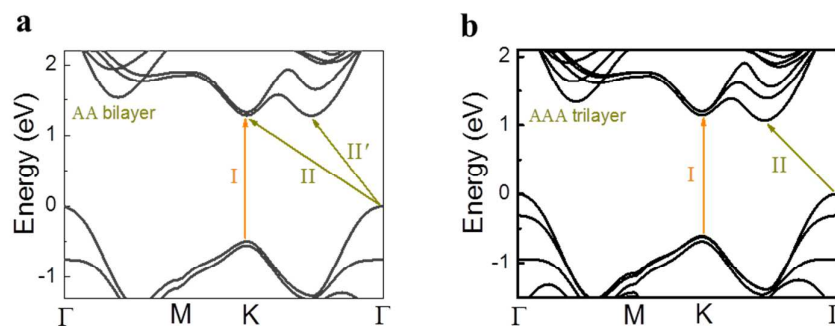 a
Energy (eV)
2
1
0
-1
AA bilayer
I
II
II′
Γ
M
K
Γ
b
Energy (eV)
2
1
0
-1
AAA trilayer
I
II
Γ
M
K